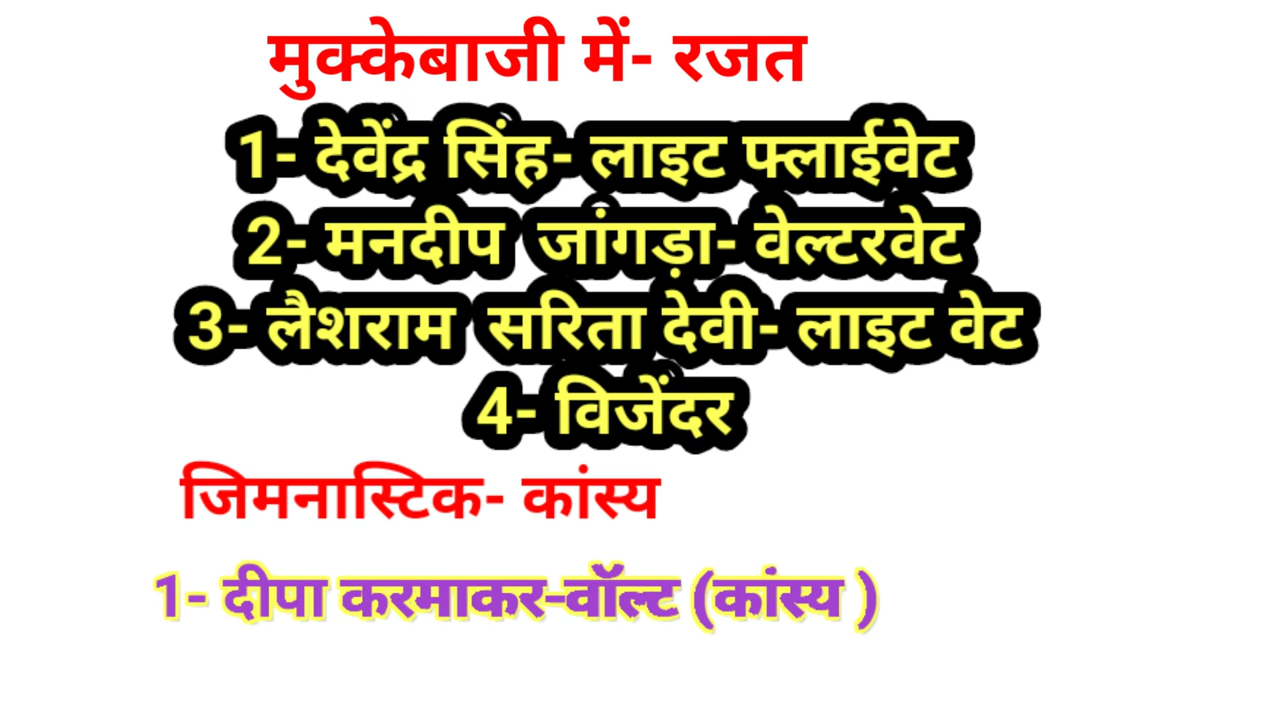 मुक्केबाजी में- रजत
1- देवेंद्र सिंह- लाइट फ्लाईवेट
2- मनदीप जांगड़ा- वेल्टरवेट
3- लैशराम सरिता देवी- लाइट वेट
4- विजेंदर
जिमनास्टिक- कांस्य
1- दीपा करमाकर-वॉल्ट (कांस्य )